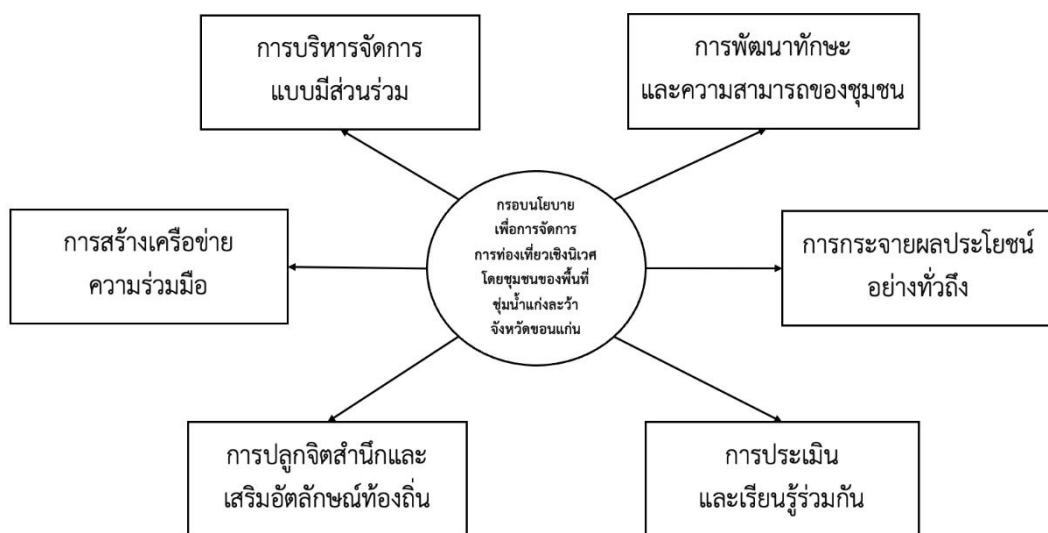 การบริหารจัดการ
แบบมีส่วนร่วม
การพัฒนาทักษะ
และความสามารถของชุมชน
การสร้างเครือข่าย
ความร่วมมือ
กรอบนโยบาย
เพื่อการจัดการ
การท่องเที่ยวเชิงนิเวศ
โดยชุมชนของพื้นที่
ชุ่มน้ำแก่งละว้า
จังหวัดขอนแก่น
การกระจายผลประโยชน์
อย่างทั่วถึง
การปลูกจิตสำนึกและ
เสริมอัตลักษณ์ท้องถิ่น
การประเมิน
และเรียนรู้ร่วมกัน